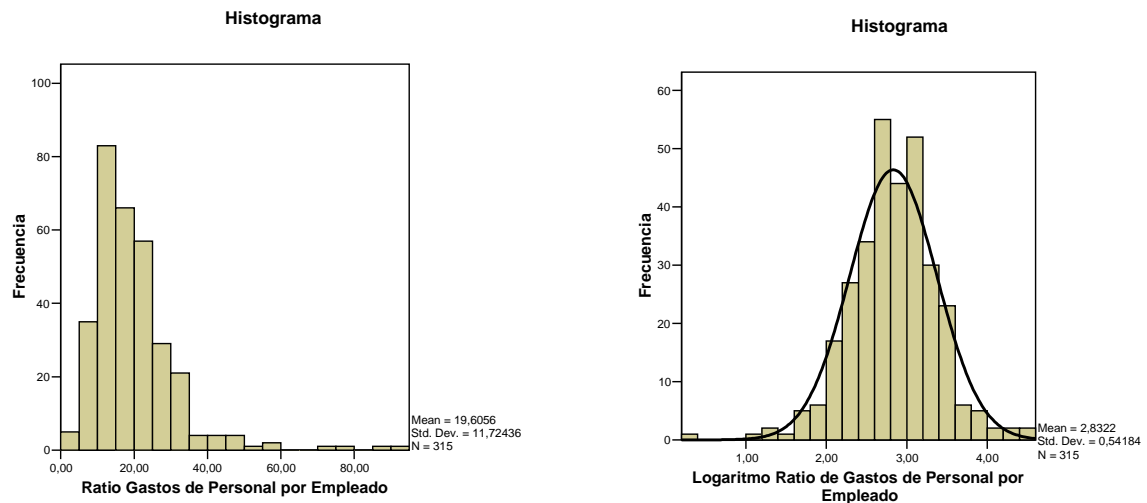 Histograma
100
80
60
40
20
0
Frecuencia
0,00
20,00
40,00
60,00
80,00
Ratio Gastos de Personal por Empleado
Mean = 19,6056
Std. Dev. = 11,72436
N = 315
Histograma
60
50
40
30
20
10
0
Frecuencia
1,00
2,00
3,00
4,00
Logaritmo Ratio de Gastos de Personal por
Empleado
Mean = 2,8322
Std. Dev. = 0,54184
N = 315